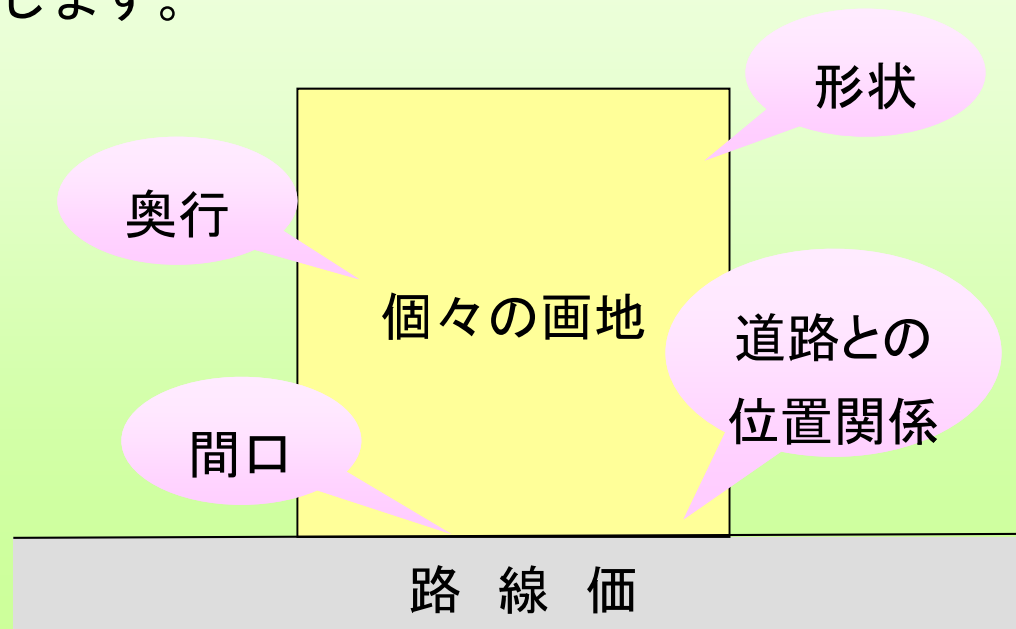 します。
形状
奥行
個々の画地
道路との
位置関係
間口
路 線 価